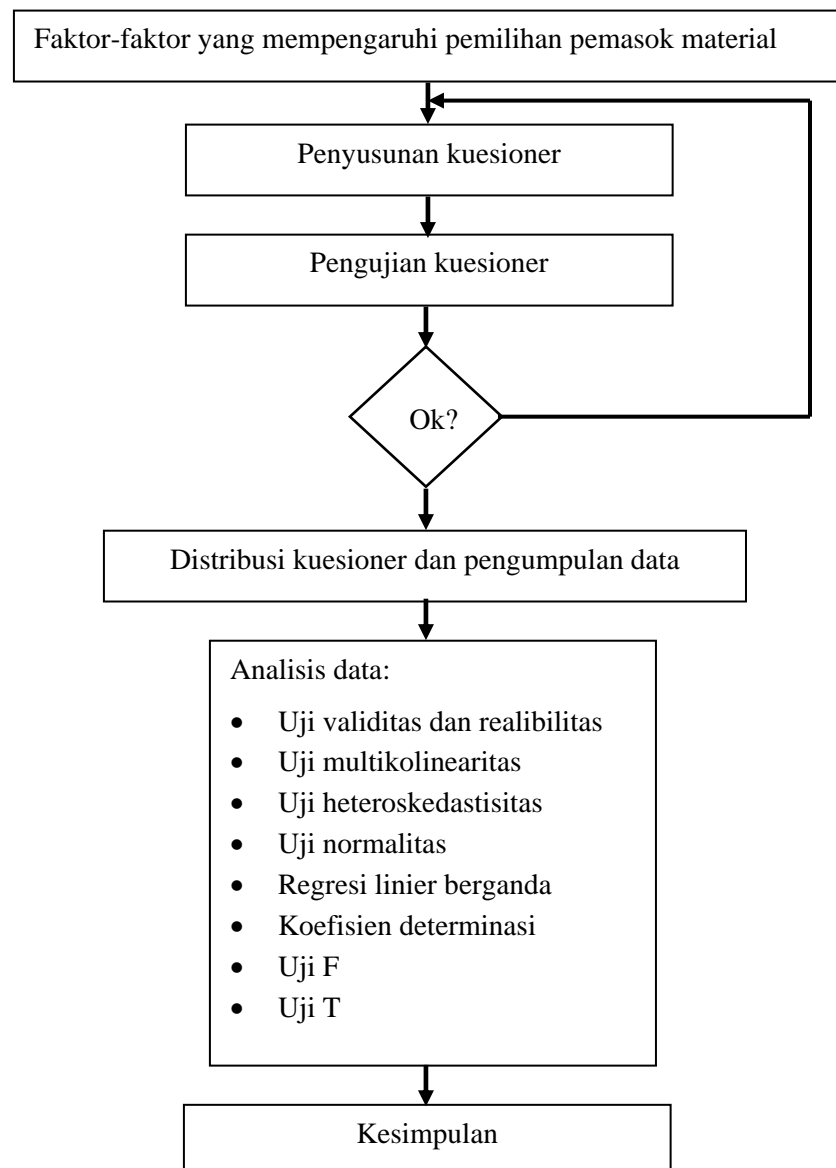 Faktor-faktor yang mempengaruhi pemilihan pemasok material
Penyusunan kuesioner
Pengujian kuesioner
Ok?
Distribusi kuesioner dan pengumpulan data
Analisis data:
• Uji validitas dan realibilitas
• Uji multikolinearitas
• Uji heteroskedastisitas
• Uji normalitas
• Regresi linier berganda
• Koefisien determinasi
• Uji F
• Uji T
Kesimpulan